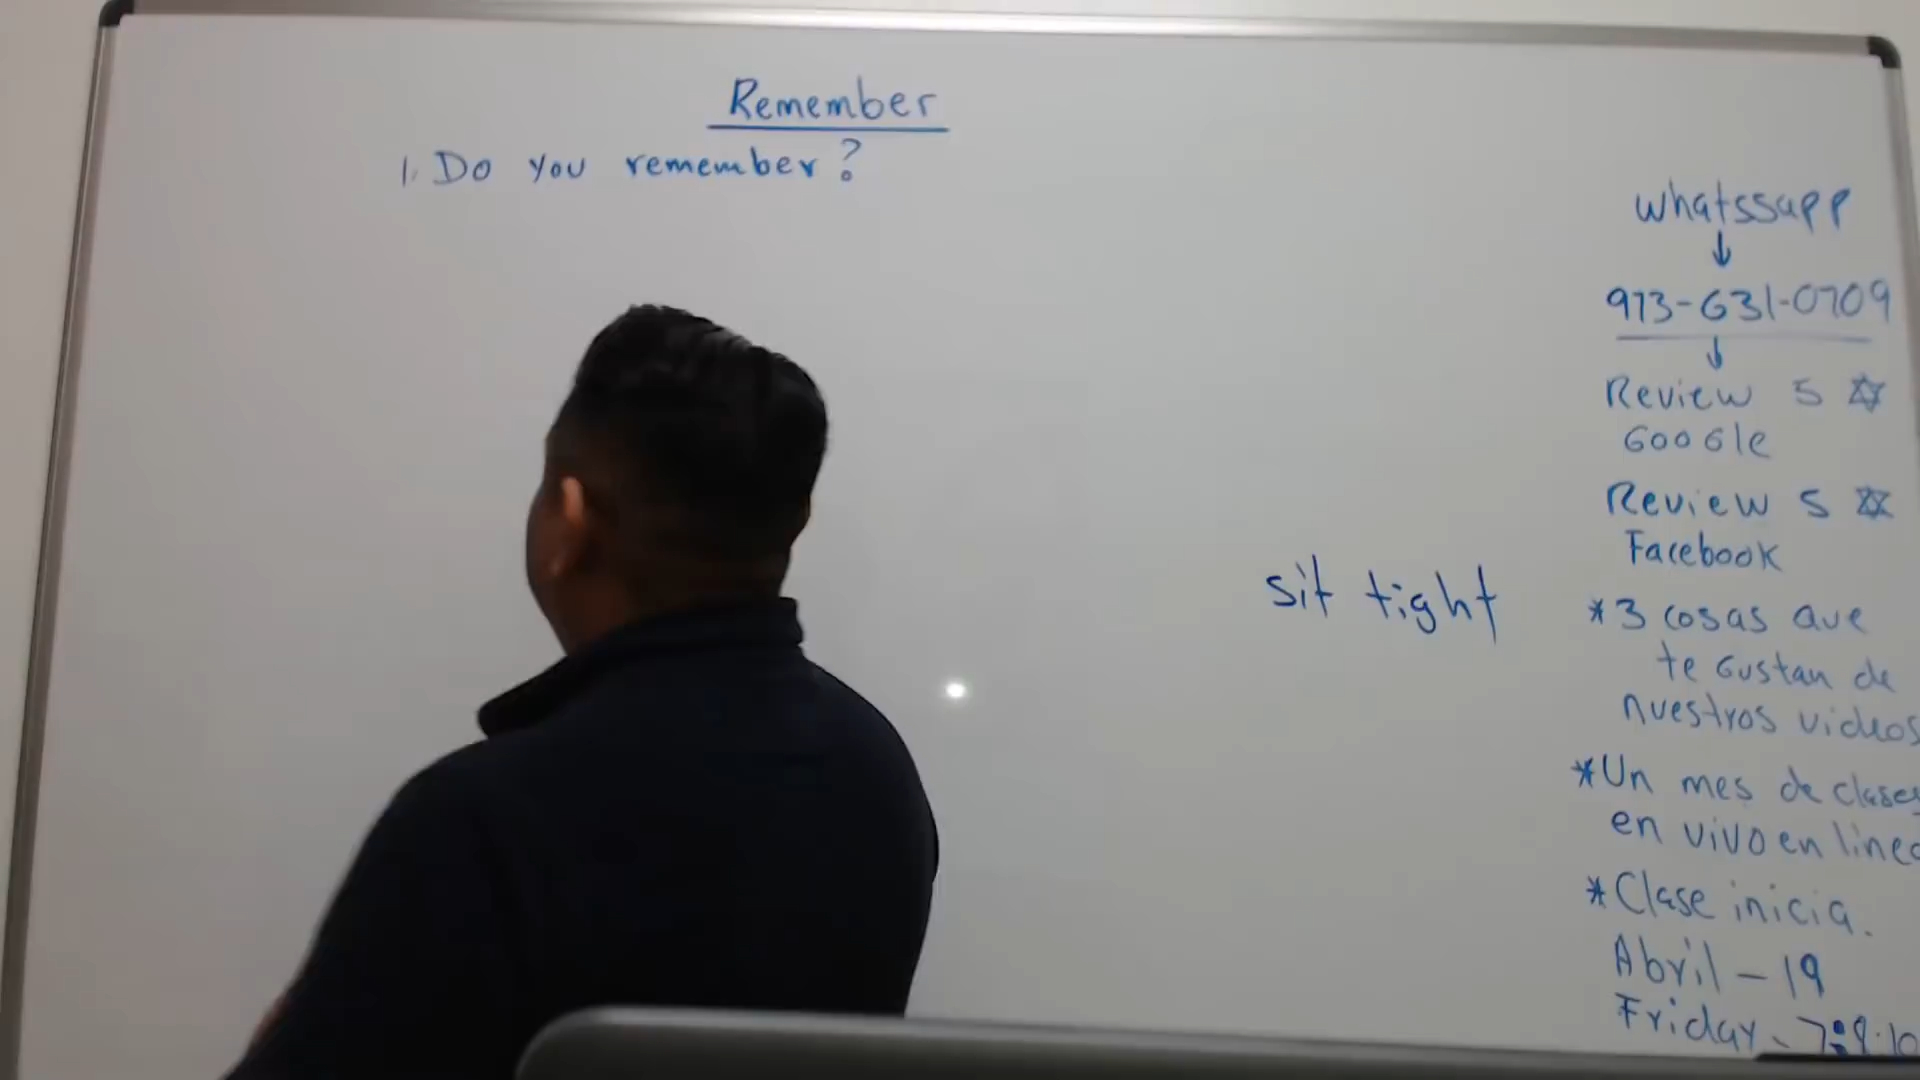 Remember
1. Do you remember?
sit tight
whatssapp
973-631-0709
Review 5
Google
Review 5
Facebook
*3 cosas que
te Gustan de
nuestros videos
*Un mes de clases
en vivo en linea
*Clase inicia.
Abril - 19
Friday